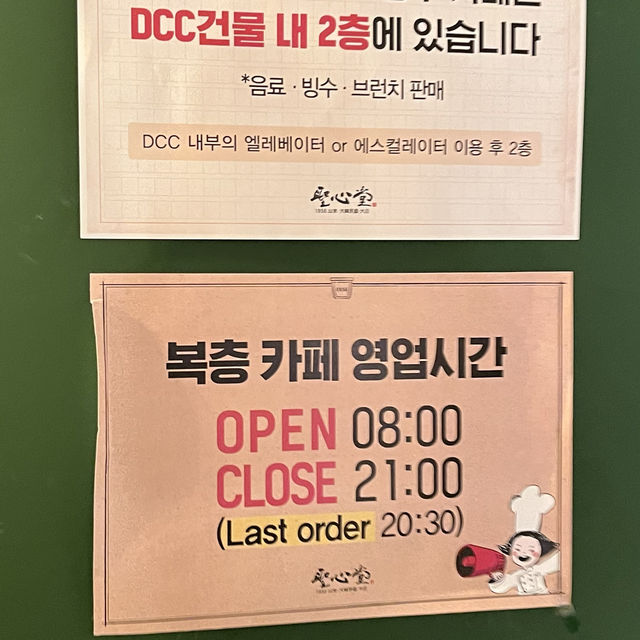 DCC건물 내 2층에 있습니다
*음료 · 빙수 · 브런치 판매
DCC 내부의 엘레베이터 or 에스컬레이터 이용 후 2층
聖心堂
복층 카페 영업시간
OPEN 08:00
CLOSE 21:00
(Last order 20:30)
聖心堂